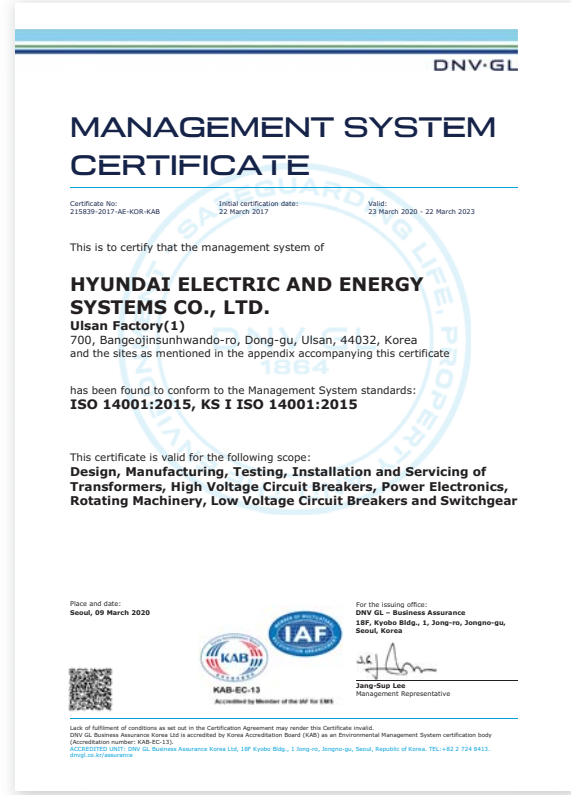 DNV·GL
MANAGEMENT SYSTEM
CERTIFICATE
Certificate No:
215839-2017-AE-KOR-KAB
Initial certification date:
22 March 2017
Valid:
23 March 2020 - 22 March 2023
This is to certify that the management system of
HYUNDAI ELECTRIC AND ENERGY
SYSTEMS CO., LTD.
Ulsan Factory(1)
700, Bangeojinsunhwando-ro, Dong-gu, Ulsan, 44032, Korea
and the sites as mentioned in the appendix accompanying this certificate
has been found to conform to the Management System standards:
ISO 14001:2015, KS I ISO 14001:2015
This certificate is valid for the following scope:
Design, Manufacturing, Testing, Installation and Servicing of
Transformers, High Voltage Circuit Breakers, Power Electronics,
Rotating Machinery, Low Voltage Circuit Breakers and Switchgear
SAFEGUARDING LIFE, PROPERTY
DNV·GL
1864
Place and date:
Seoul, 09 March 2020
KAB
KAB-EC-13
IAF
Accredited by Member of the IAF for EMS
For the issuing office:
DNV GL – Business Assurance
18F, Kyobo Bldg., 1, Jong-ro, Jongno-gu,
Seoul, Korea
Jang-Sup Lee
Management Representative
Lack of fulfilment of conditions as set out in the Certification Agreement may render this Certificate invalid.
DNV GL Business Assurance Korea Ltd is accredited by Korea Accreditation Board (KAB) as an Environmental Management System certification body
(Accreditation number: KAB-EC-13).
ACCREDITED UNIT: DNV GL Business Assurance Korea Ltd, 18F Kyobo Bldg., 1 Jong-ro, Jongno-gu, Seoul, Republic of Korea. TEL:+82 2 724 8413.
dnvgl.co.kr/assurance